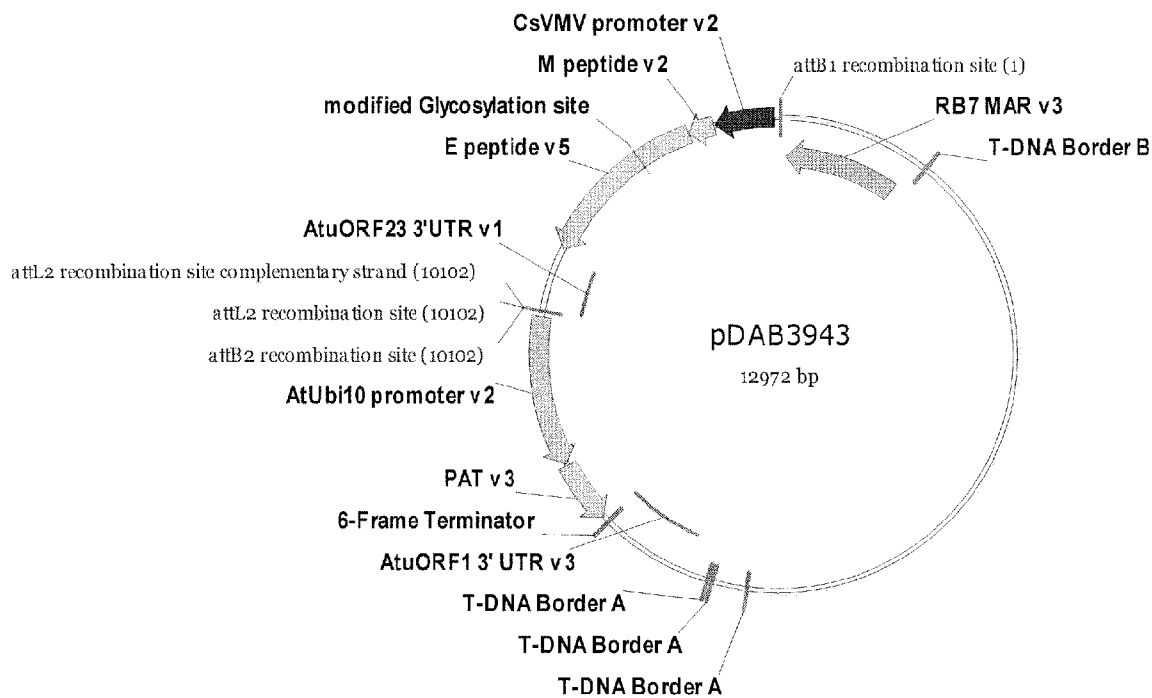 CsVMV promoter v2
M peptide v2
attB1 recombination site (1)
modified Glycosylation site
RB7 MAR v3
E peptide v5
T-DNA Border B
AtuORF23 3'UTR v1
attL2 recombination site complementary strand (10102)
attL2 recombination site (10102)
pDAB3943
attB2 recombination site (10102)
12972 bp
AtUbi10 promoter v2
PAT v3
6-Frame Terminator
AtuORF1 3' UTR v3
T-DNA Border A
T-DNA Border A
T-DNA Border A